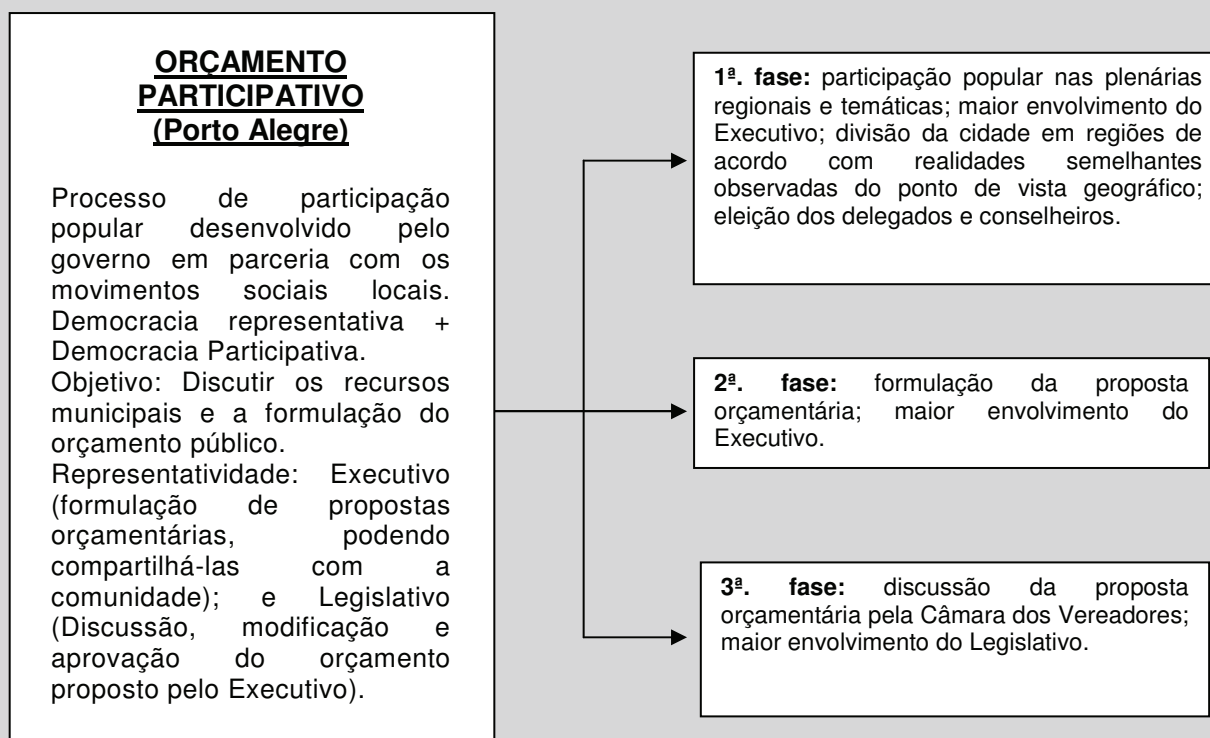 ORÇAMENTO
PARTICIPATIVO
(Porto Alegre)
Processo de participação
popular desenvolvido pelo
governo em parceria com os
movimentos sociais locais.
Democracia representativa +
Democracia Participativa.
Objetivo: Discutir os recursos
municipais e a formulação do
orçamento público.
Representatividade: Executivo
(formulação de propostas
orçamentárias, podendo
compartilhá-las com a
comunidade); e Legislativo
(Discussão, modificação e
aprovação do orçamento
proposto pelo Executivo).
1ª. fase: participação popular nas plenárias
regionais e temáticas; maior envolvimento do
Executivo; divisão da cidade em regiões de
acordo com realidades semelhantes
observadas do ponto de vista geográfico;
eleição dos delegados e conselheiros.
2ª. fase: formulação da proposta
orçamentária; maior envolvimento do
Executivo.
3ª. fase: discussão da proposta
orçamentária pela Câmara dos Vereadores;
maior envolvimento do Legislativo.